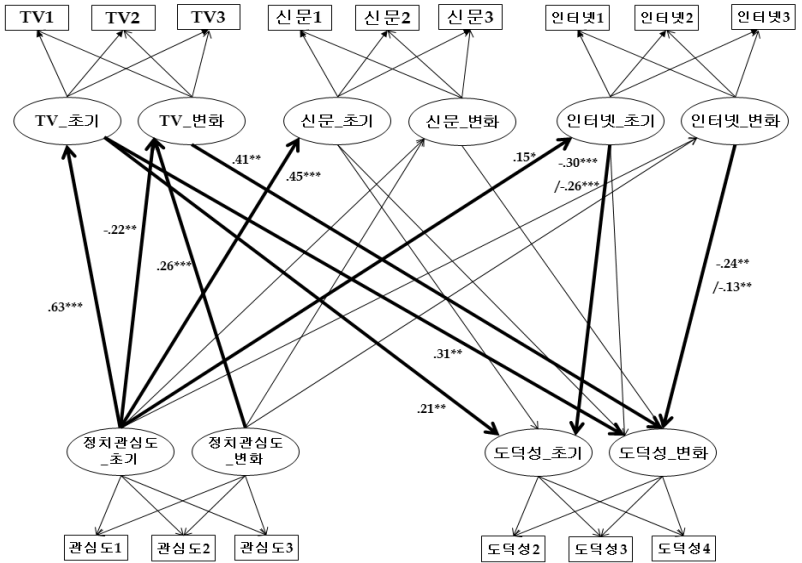 TV1
TV2
TV3
신문1
신문2
신문3
인터넷1
인터넷2
인터넷3
TV_초기
TV_변화
신문_초기
신문_변화
인터넷_초기
인터넷_변화
.41**
.45***
.15*
-.30***
/-.26***
-.22**
.26***
-.24**
/-.13**
.63***
.31**
.21**
정치관심도
_초기
정치관심도
_변화
도덕성_초기
도덕성_변화
관심도1
관심도2
관심도3
도덕성2
도덕성3
도덕성4